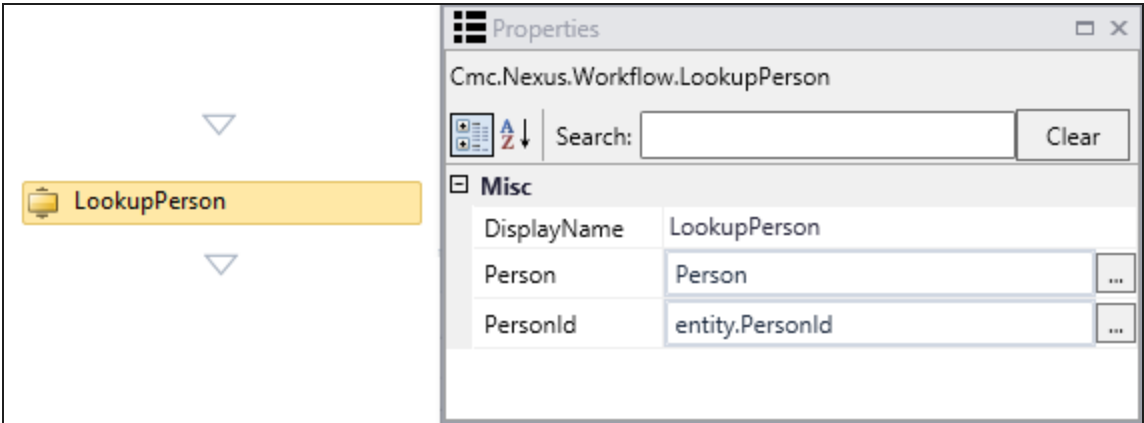 Properties
Cmc.Nexus.Workflow.LookupPerson
Search: Clear
LookupPerson
Misc
DisplayName LookupPerson
Person Person ...
PersonId entity.PersonId ...